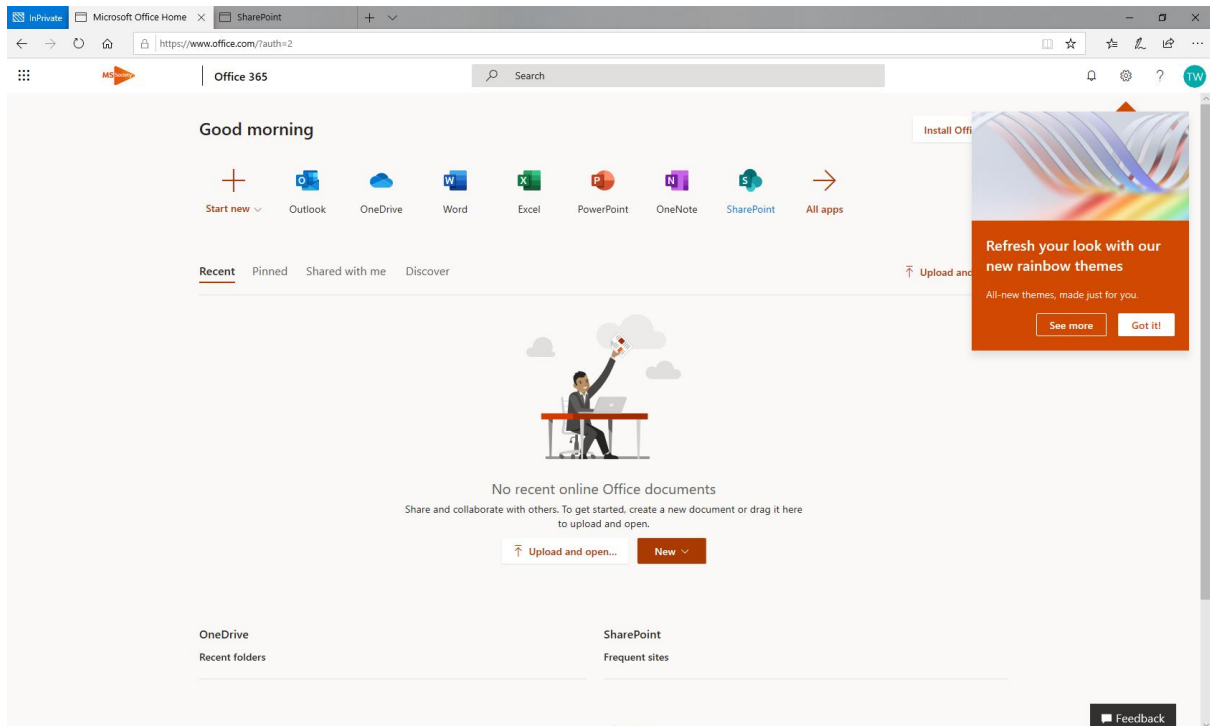 InPrivate Microsoft Office Home SharePoint
https://www.office.com/?auth=2
MS Society Office 365 Search TW
Good morning
Install Offi
Start new Outlook OneDrive Word Excel PowerPoint OneNote SharePoint All apps
Recent Pinned Shared with me Discover
Upload and
Refresh your look with our
new rainbow themes
All-new themes, made just for you.
See more Got it!
No recent online Office documents
Share and collaborate with others. To get started, create a new document or drag it here
to upload and open.
Upload and open... New
OneDrive SharePoint
Recent folders Frequent sites
Feedback